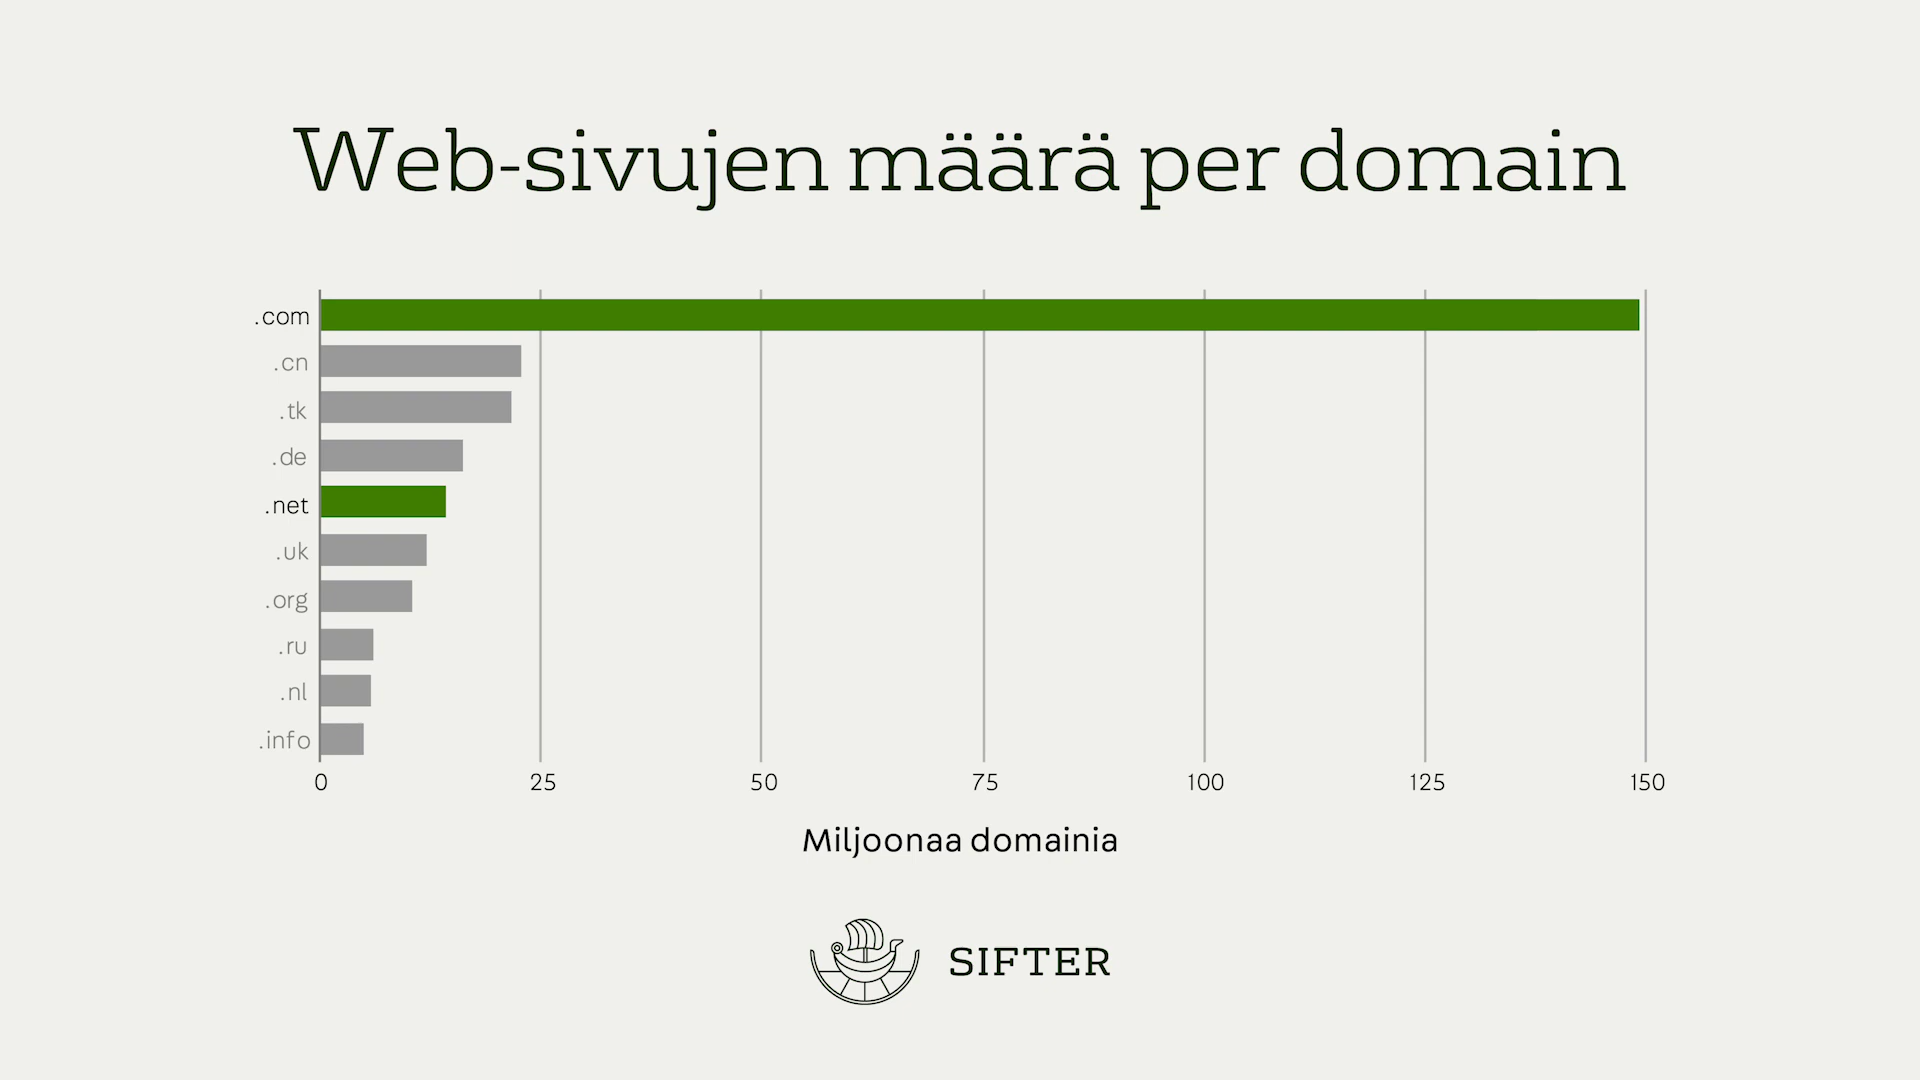 Web-sivujen määrä per domain
.com
.cn
.tk
.de
.net
.uk
.org
.ru
.nl
.info
0 25 50 75 100 125 150
Miljoonaa domainia
SIFTER